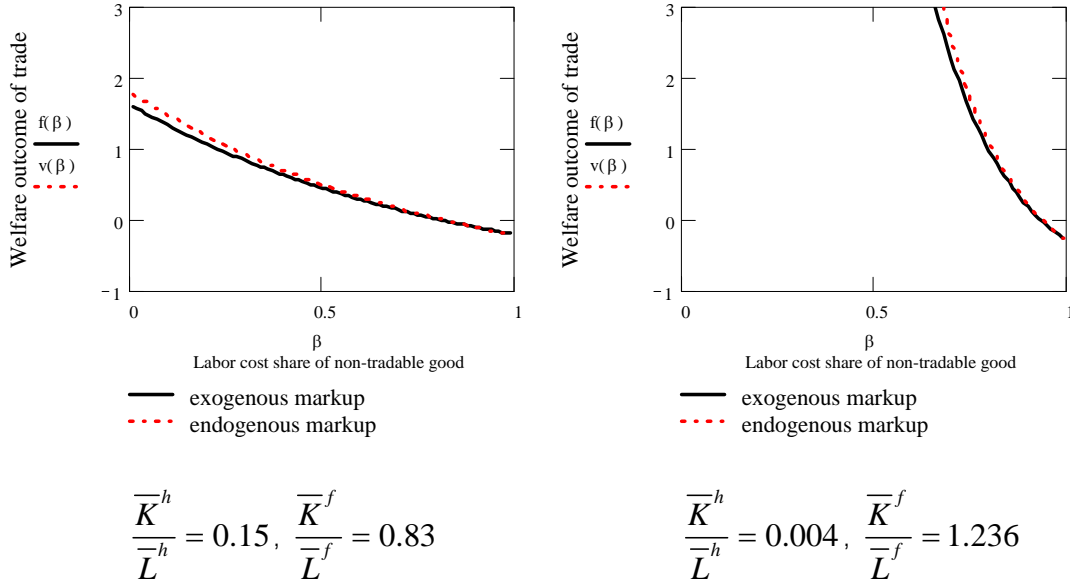 Welfare outcome of trade
f(β)
v(β)
3
2
1
0
−1
0
0.5
1
β
Labor cost share of non-tradable good
exogenous markup
endogenous markup
K̅^h / L̅^h = 0.15, K̅^f / L̅^f = 0.83
Welfare outcome of trade
f(β)
v(β)
3
2
1
0
−1
0
0.5
1
β
Labor cost share of non-tradable good
exogenous markup
endogenous markup
K̅^h / L̅^h = 0.004, K̅^f / L̅^f = 1.236